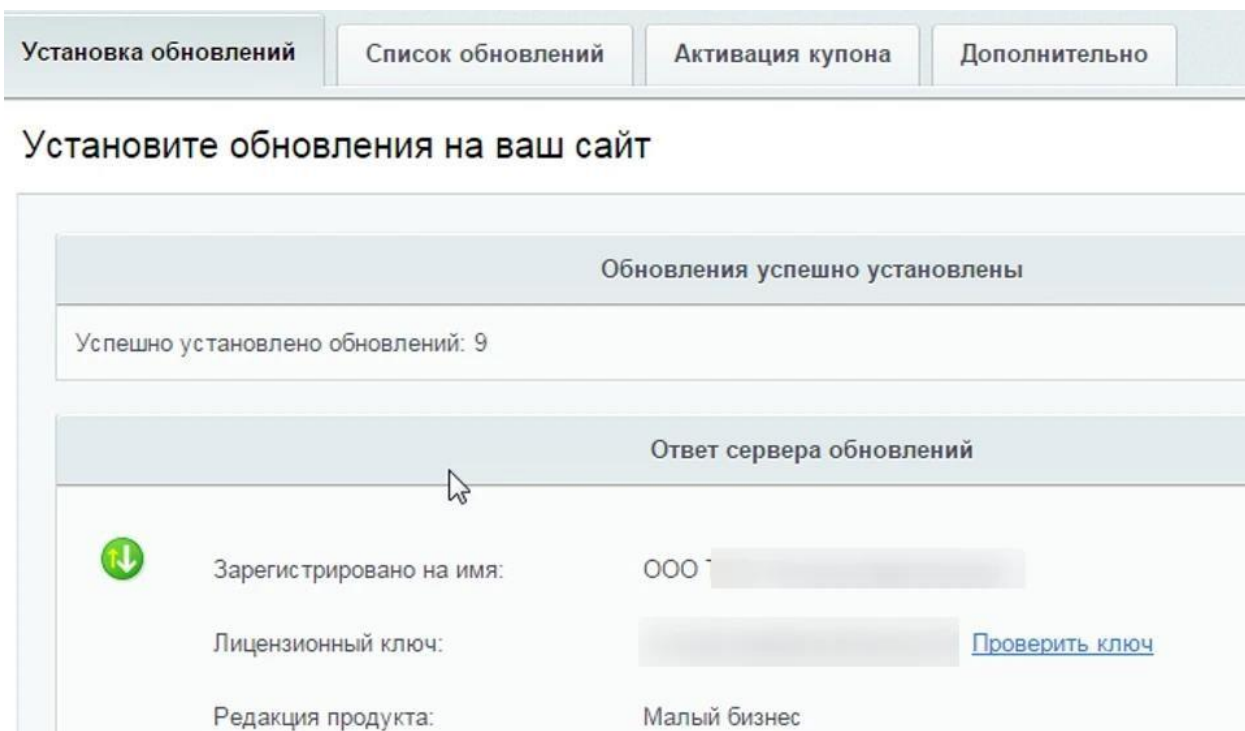 Установка обновлений Список обновлений Активация купона Дополнительно
Установите обновления на ваш сайт
Обновления успешно установлены
Успешно установлено обновлений: 9
Ответ сервера обновлений
Зарегистрировано на имя: ООО
Лицензионный ключ: Проверить ключ
Редакция продукта: Малый бизнес